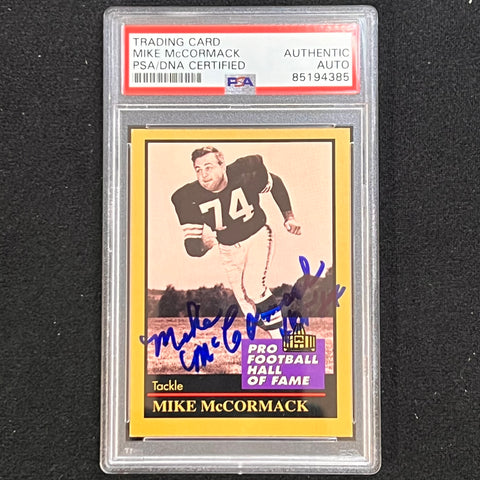 TRADING CARD
MIKE McCORMACK AUTHENTIC
PSA/DNA CERTIFIED AUTO
PSA 85194385
74
Mike McCormack
PRO
FOOTBALL
HALL
OF FAME
Tackle
MIKE McCORMACK